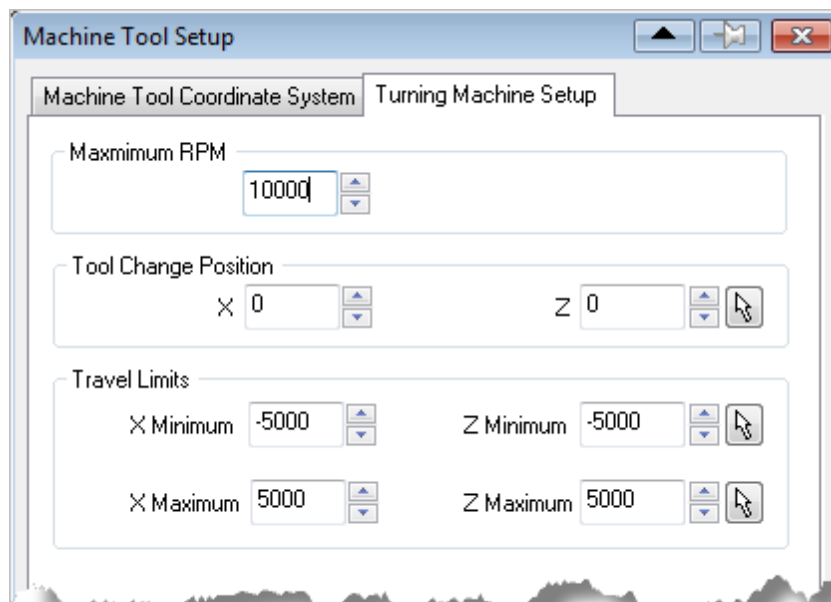 Machine Tool Setup
Machine Tool Coordinate System Turning Machine Setup
Maxmimum RPM
10000
Tool Change Position
X 0 Z 0
Travel Limits
X Minimum -5000 Z Minimum -5000
X Maximum 5000 Z Maximum 5000